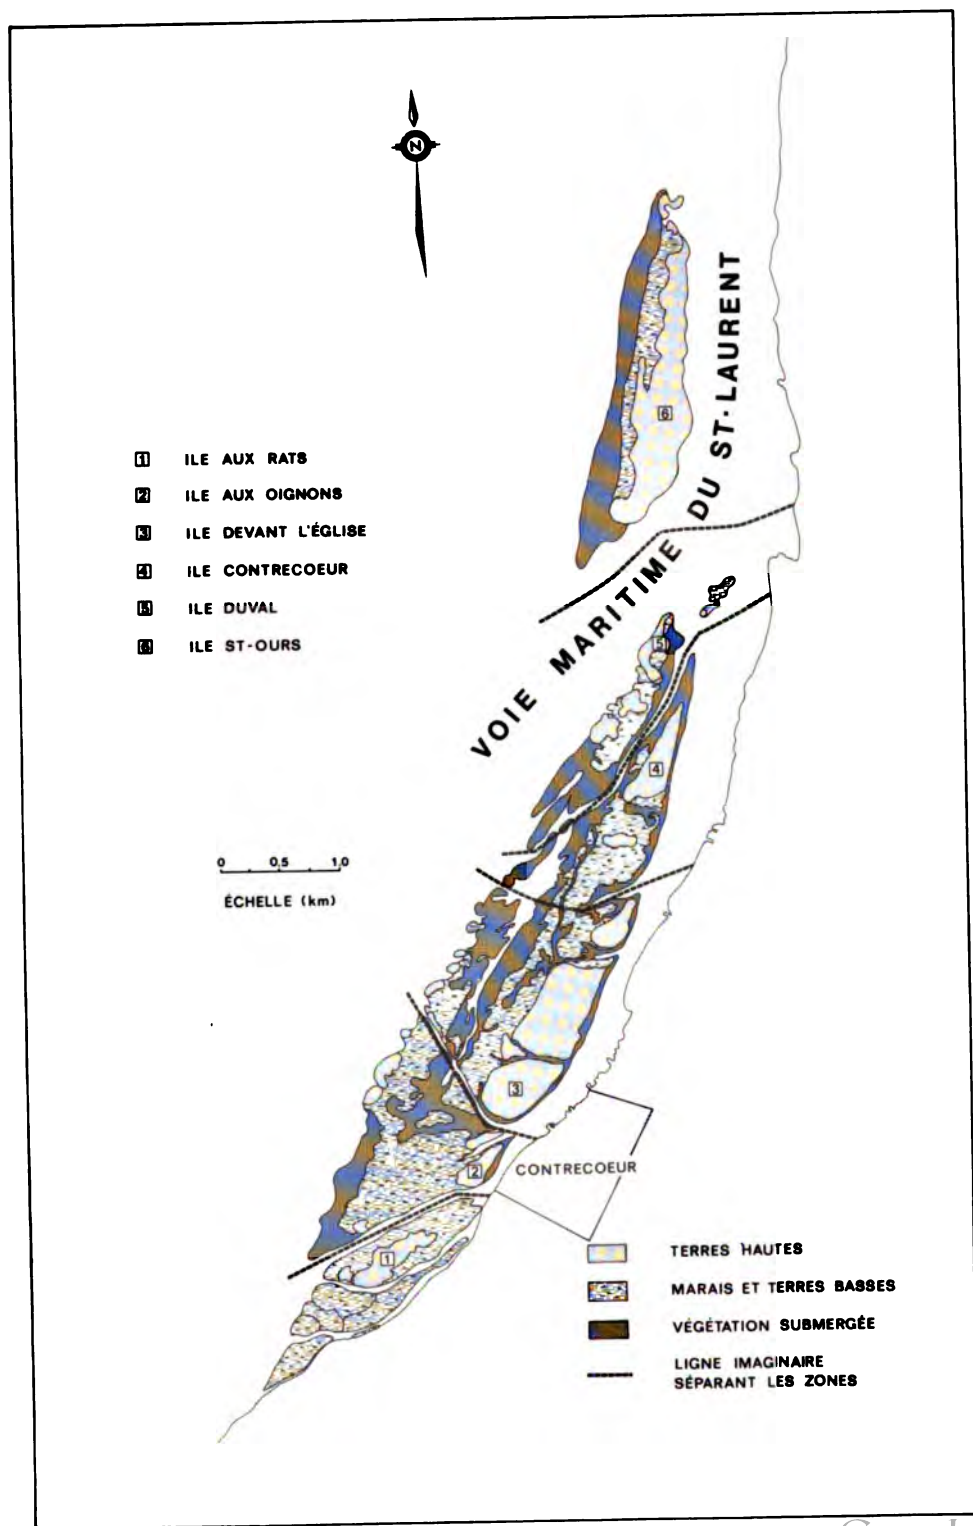 N
VOIE MARITIME DU ST-LAURENT
6
1 ILE AUX RATS
2 ILE AUX OIGNONS
3 ILE DEVANT L'ÉGLISE
4 ILE CONTRECOEUR
5 ILE DUVAL
6 ILE ST-OURS
5
4
0 0,5 1,0
ÉCHELLE (km)
3
2
CONTRECOEUR
1
TERRES HAUTES
MARAIS ET TERRES BASSES
VÉGÉTATION SUBMERGÉE
LIGNE IMAGINAIRE
SÉPARANT LES ZONES